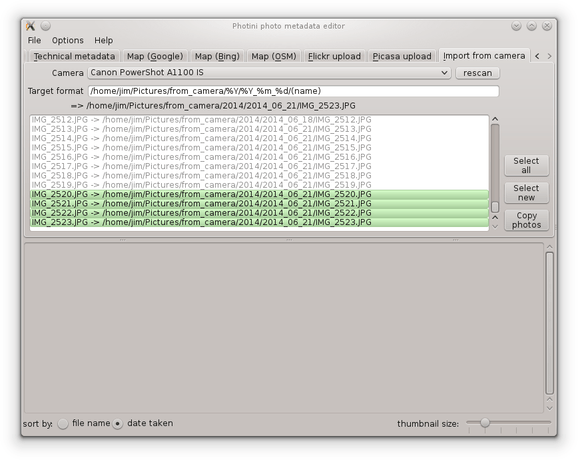 Photini photo metadata editor
File Options Help
Technical metadata Map (Google) Map (Bing) Map (OSM) Flickr upload Picasa upload Import from camera
Camera Canon PowerShot A1100 IS rescan
Target format /home/jim/Pictures/from_camera/%Y/%Y_%m_%d/(name)
=> /home/jim/Pictures/from_camera/2014/2014_06_21/IMG_2523.JPG
IMG_2512.JPG -> /home/jim/Pictures/from_camera/2014/2014_06_18/IMG_2512.JPG
IMG_2513.JPG -> /home/jim/Pictures/from_camera/2014/2014_06_21/IMG_2513.JPG
IMG_2514.JPG -> /home/jim/Pictures/from_camera/2014/2014_06_21/IMG_2514.JPG
IMG_2515.JPG -> /home/jim/Pictures/from_camera/2014/2014_06_21/IMG_2515.JPG
IMG_2516.JPG -> /home/jim/Pictures/from_camera/2014/2014_06_21/IMG_2516.JPG
IMG_2517.JPG -> /home/jim/Pictures/from_camera/2014/2014_06_21/IMG_2517.JPG
IMG_2518.JPG -> /home/jim/Pictures/from_camera/2014/2014_06_21/IMG_2518.JPG
IMG_2519.JPG -> /home/jim/Pictures/from_camera/2014/2014_06_21/IMG_2519.JPG
IMG_2520.JPG -> /home/jim/Pictures/from_camera/2014/2014_06_21/IMG_2520.JPG
IMG_2521.JPG -> /home/jim/Pictures/from_camera/2014/2014_06_21/IMG_2521.JPG
IMG_2522.JPG -> /home/jim/Pictures/from_camera/2014/2014_06_21/IMG_2522.JPG
IMG_2523.JPG -> /home/jim/Pictures/from_camera/2014/2014_06_21/IMG_2523.JPG
Select
all
Select
new
Copy
photos
sort by: file name date taken thumbnail size: